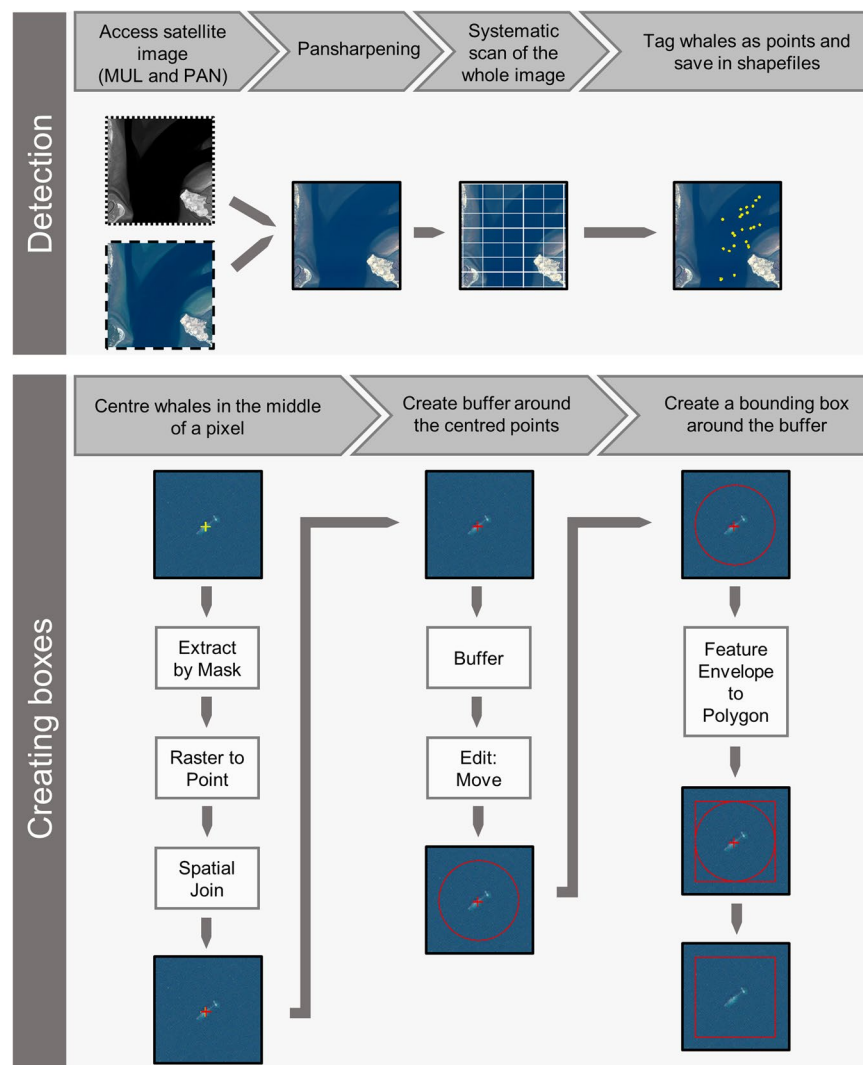 Detection
Access satellite
image
(MUL and PAN)
Pansharpening
Systematic
scan of the
whole image
Tag whales as points and
save in shapefiles
Creating boxes
Centre whales in the middle
of a pixel
Create buffer around
the centred points
Create a bounding box
around the buffer
Extract
by Mask
Raster to
Point
Spatial
Join
Buffer
Edit:
Move
Feature
Envelope
to
Polygon